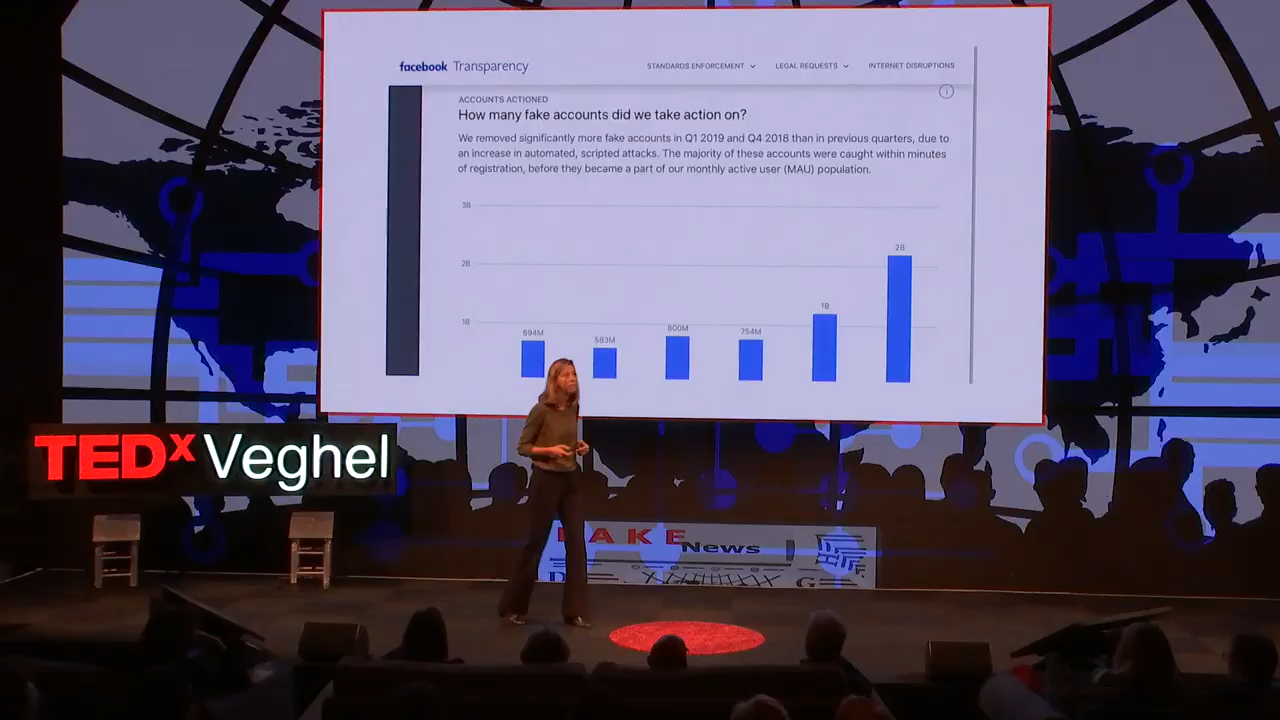 facebook Transparency
STANDARDS ENFORCEMENT
LEGAL REQUESTS
INTERNET DISRUPTIONS
ACCOUNTS ACTIONED
How many fake accounts did we take action on?
We removed significantly more fake accounts in Q1 2019 and Q4 2018 than in previous quarters, due to
an increase in automated, scripted attacks. The majority of these accounts were caught within minutes
of registration, before they became a part of our monthly active user (MAU) population.
3B
2B
1B
694M
583M
800M
754M
1B
2B
TEDx Veghel
AKE
News
D
G